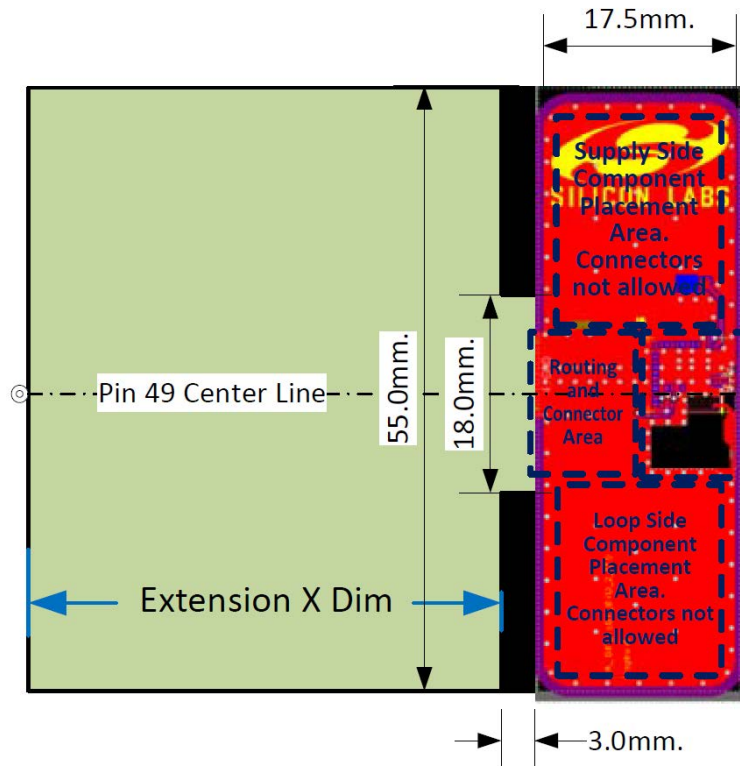 17.5mm.
Supply Side
Component
Placement
Area.
Connectors
not allowed
SILICON LABS
Pin 49 Center Line
55.0mm.
18.0mm.
Routing
and
Connector
Area
Extension X Dim
Loop Side
Component
Placement
Area.
Connectors not
allowed
3.0mm.